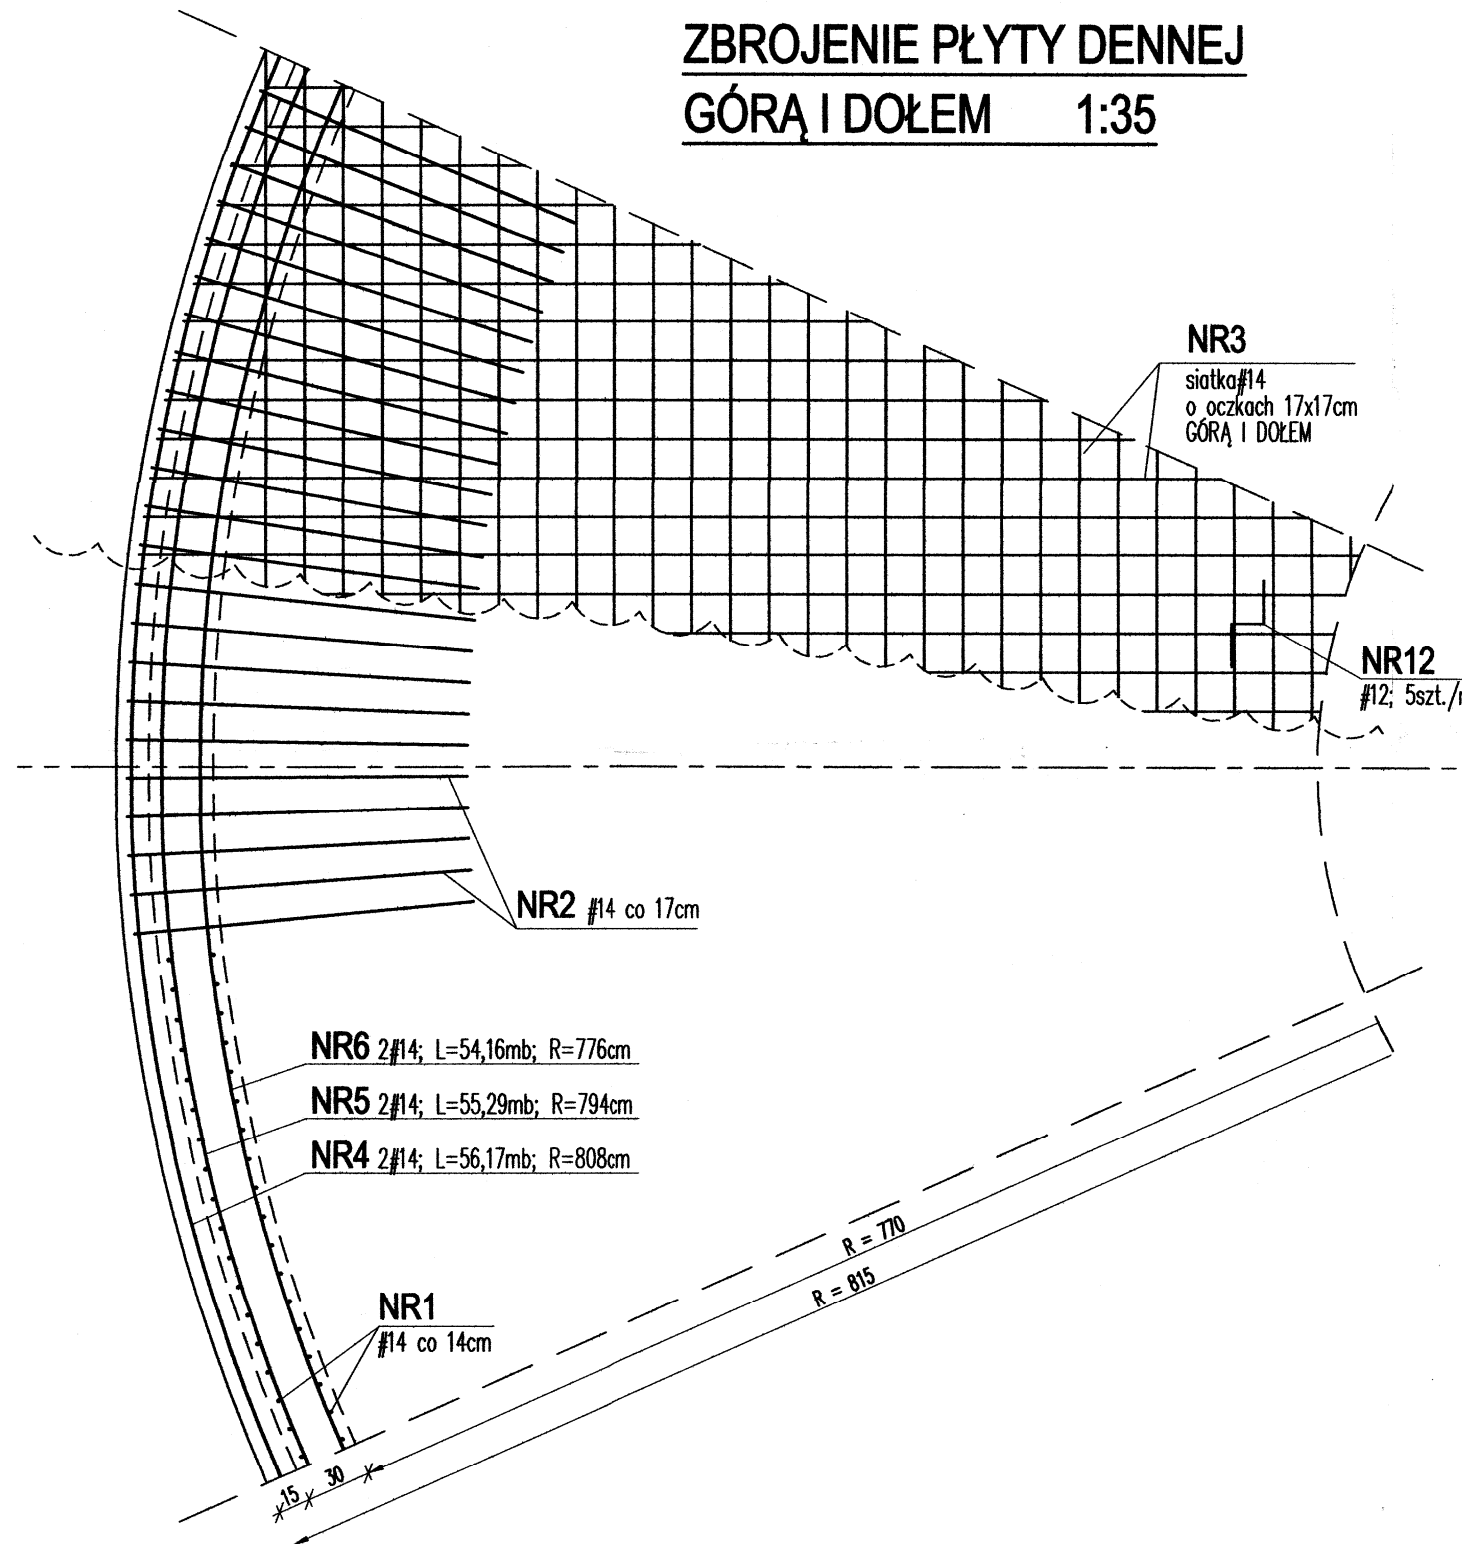 ZBROJENIE PŁYTY DENNEJ
GÓRĄ I DOŁEM 1:35
NR3
siatka#14
o oczkach 17x17cm
GÓRĄ I DOŁEM
NR12
#12; 5szt./
NR2 #14 co 17cm
NR6 2#14; L=54,16mb; R=776cm
NR5 2#14; L=55,29mb; R=794cm
NR4 2#14; L=56,17mb; R=808cm
R = 770
R = 815
NR1
#14 co 14cm
30
15